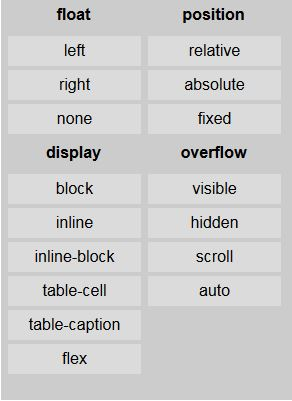 float position
left relative
right absolute
none fixed
display overflow
block visible
inline hidden
inline-block scroll
table-cell auto
table-caption
flex